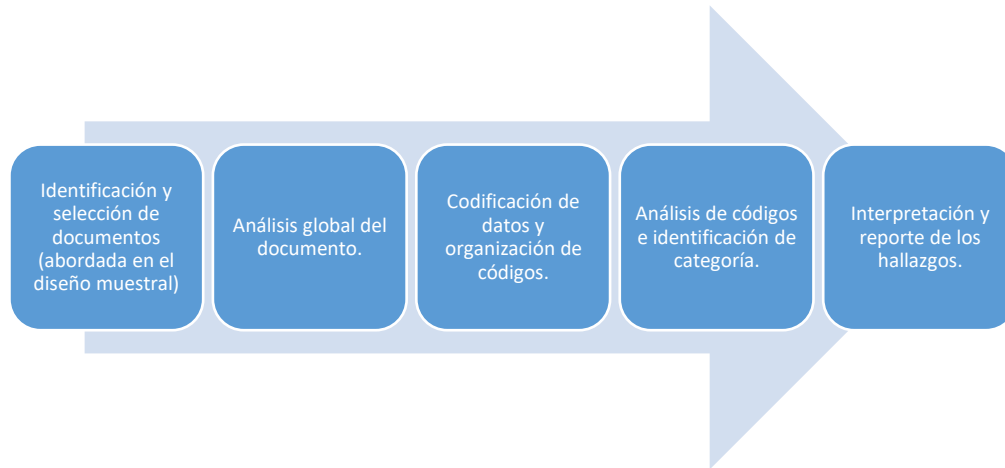 Identificación y
selección de
documentos
(abordada en el
diseño muestral)
Análisis global del
documento.
Codificación de
datos y
organización de
códigos.
Análisis de códigos
e identificación de
categoría.
Interpretación y
reporte de los
hallazgos.